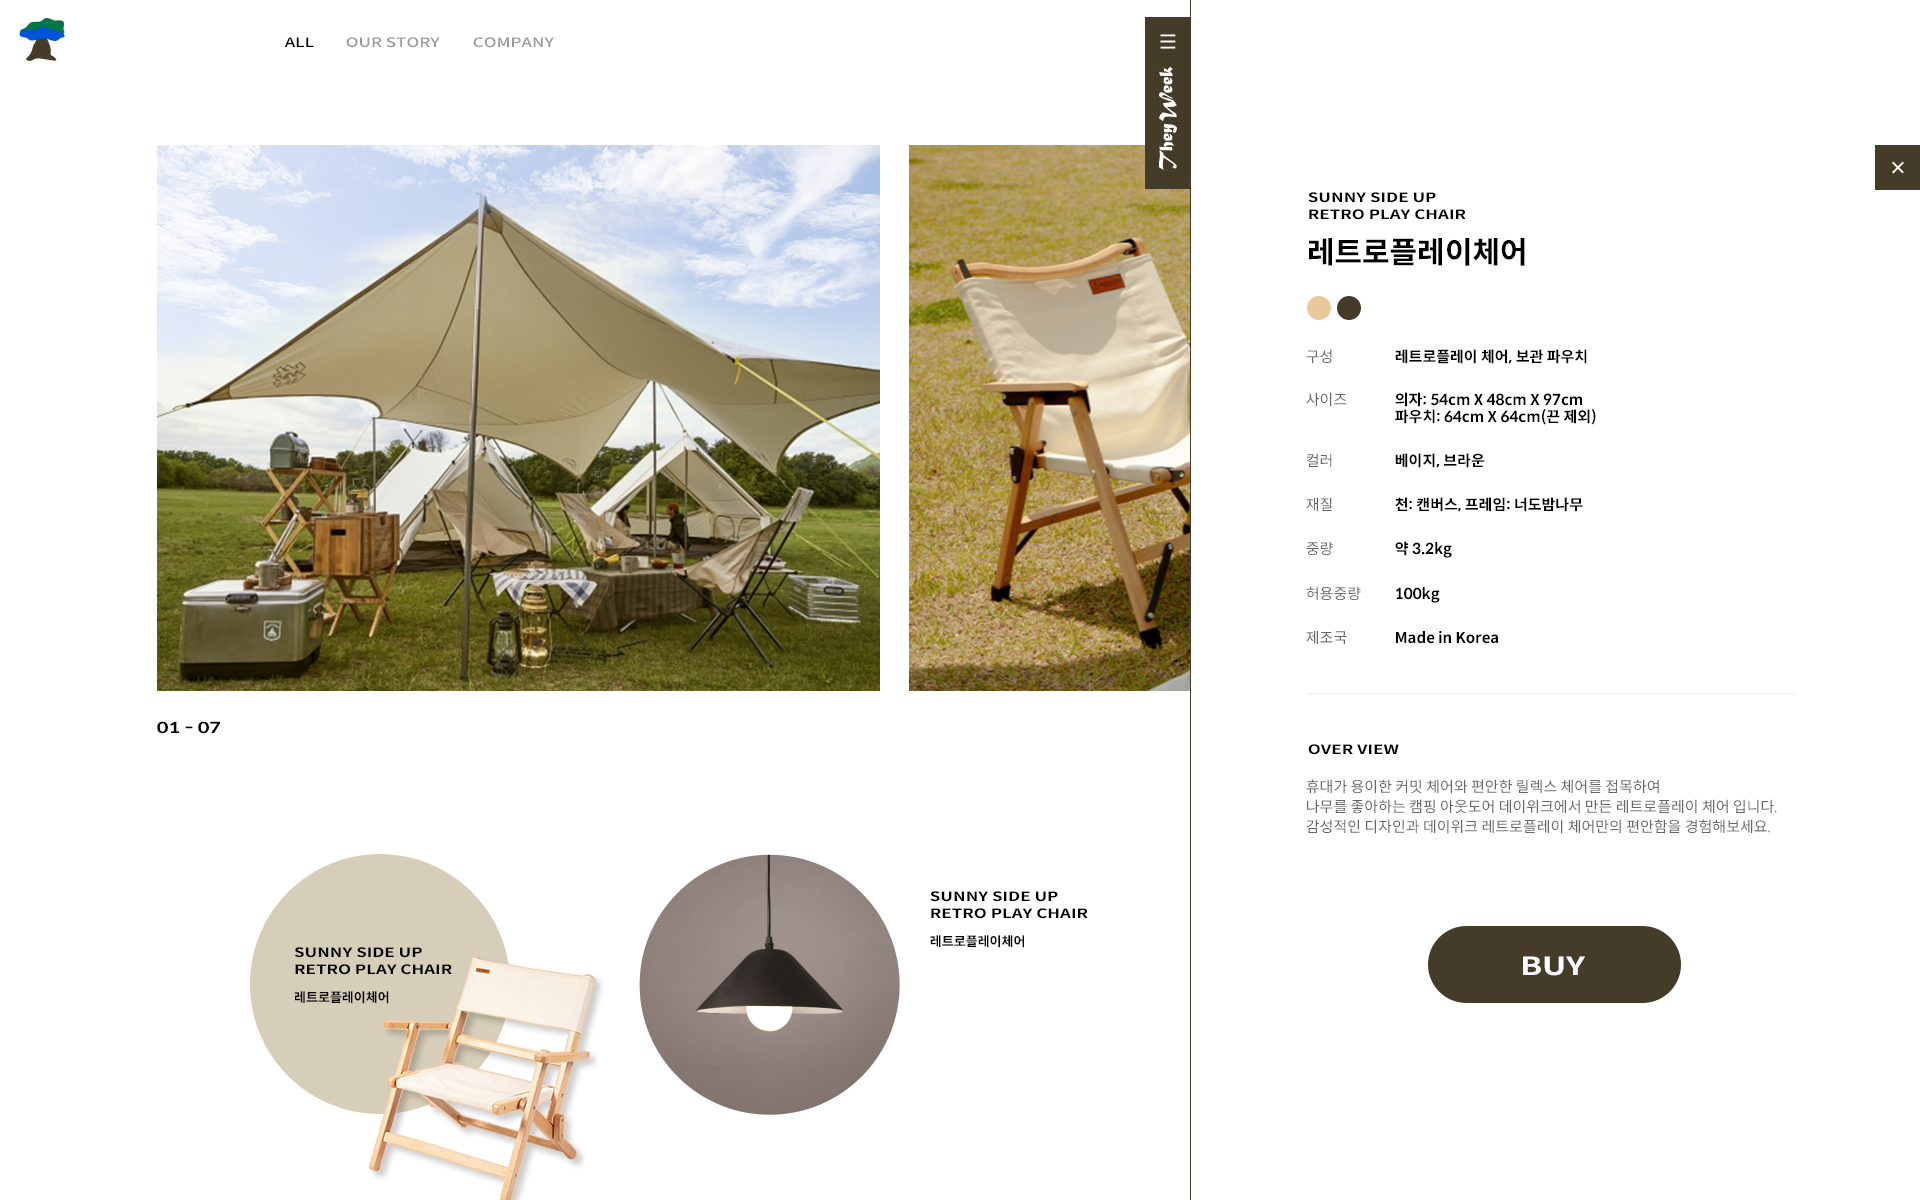 ALL OUR STORY COMPANY
They Week
01 - 07
SUNNY SIDE UP
RETRO PLAY CHAIR
레트로플레이체어
SUNNY SIDE UP
RETRO PLAY CHAIR
레트로플레이체어
SUNNY SIDE UP
RETRO PLAY CHAIR
레트로플레이체어
구성 레트로플레이 체어, 보관 파우치
사이즈 의자: 54cm X 48cm X 97cm
파우치: 64cm X 64cm(끈 제외)
컬러 베이지, 브라운
재질 천: 캔버스, 프레임: 너도밤나무
중량 약 3.2kg
허용중량 100kg
제조국 Made in Korea
OVER VIEW
휴대가 용이한 커밋 체어와 편안한 릴렉스 체어를 접목하여
나무를 좋아하는 캠핑 아웃도어 데이위크에서 만든 레트로플레이 체어 입니다.
감성적인 디자인과 데이위크 레트로플레이 체어만의 편안함을 경험해보세요.
BUY